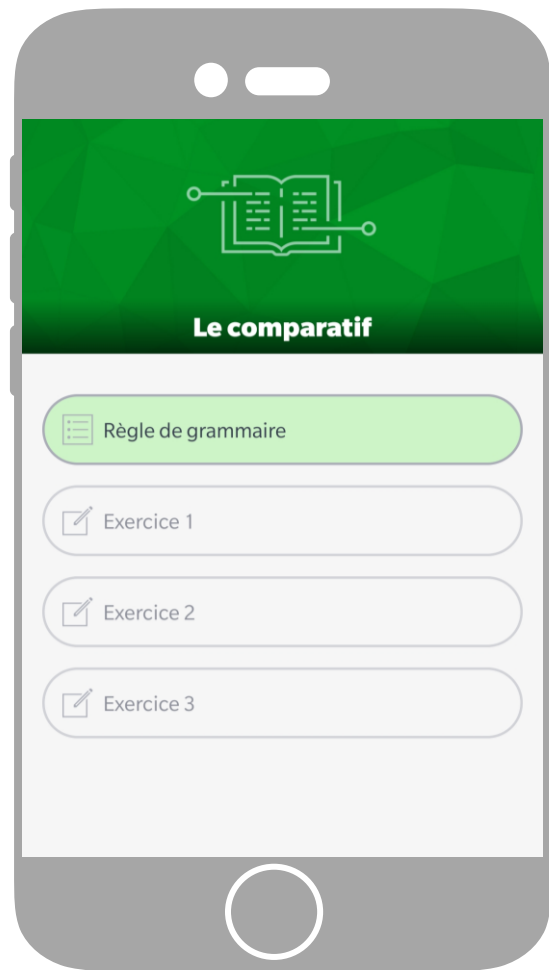 Le comparatif
Règle de grammaire
Exercice 1
Exercice 2
Exercice 3